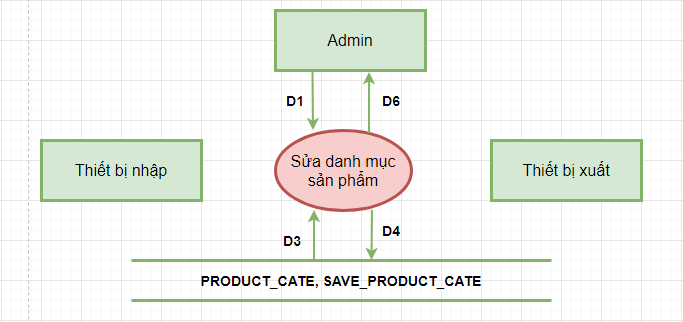 Admin
D1
D6
Thiết bị nhập
Sửa danh mục
sản phẩm
Thiết bị xuất
D3
D4
PRODUCT_CATE, SAVE_PRODUCT_CATE